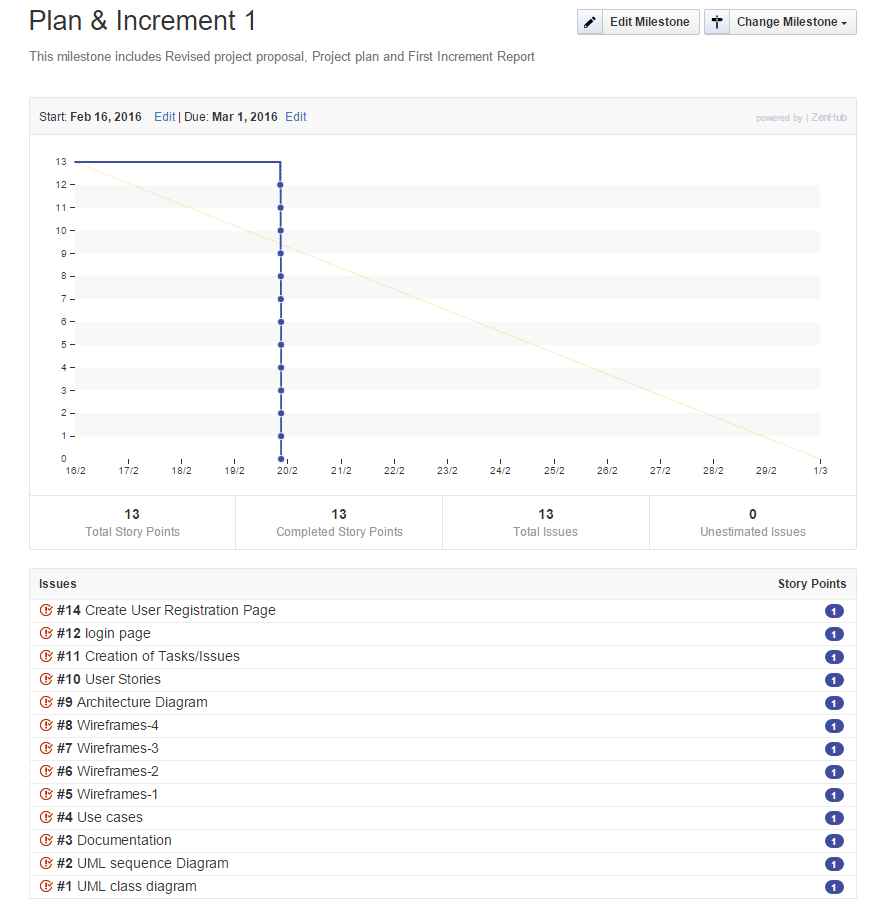 Plan & Increment 1
Edit Milestone
Change Milestone
This milestone includes Revised project proposal, Project plan and First Increment Report
Start: Feb 16, 2016 Edit | Due: Mar 1, 2016 Edit
powered by | ZenHub
13
12
11
10
9
8
7
6
5
4
3
2
1
0
16/2 17/2 18/2 19/2 20/2 21/2 22/2 23/2 24/2 25/2 26/2 27/2 28/2 29/2 1/3
13 13 13 0
Total Story Points Completed Story Points Total Issues Unestimated Issues
Issues Story Points
#14 Create User Registration Page 1
#12 login page 1
#11 Creation of Tasks/Issues 1
#10 User Stories 1
#9 Architecture Diagram 1
#8 Wireframes-4 1
#7 Wireframes-3 1
#6 Wireframes-2 1
#5 Wireframes-1 1
#4 Use cases 1
#3 Documentation 1
#2 UML sequence Diagram 1
#1 UML class diagram 1